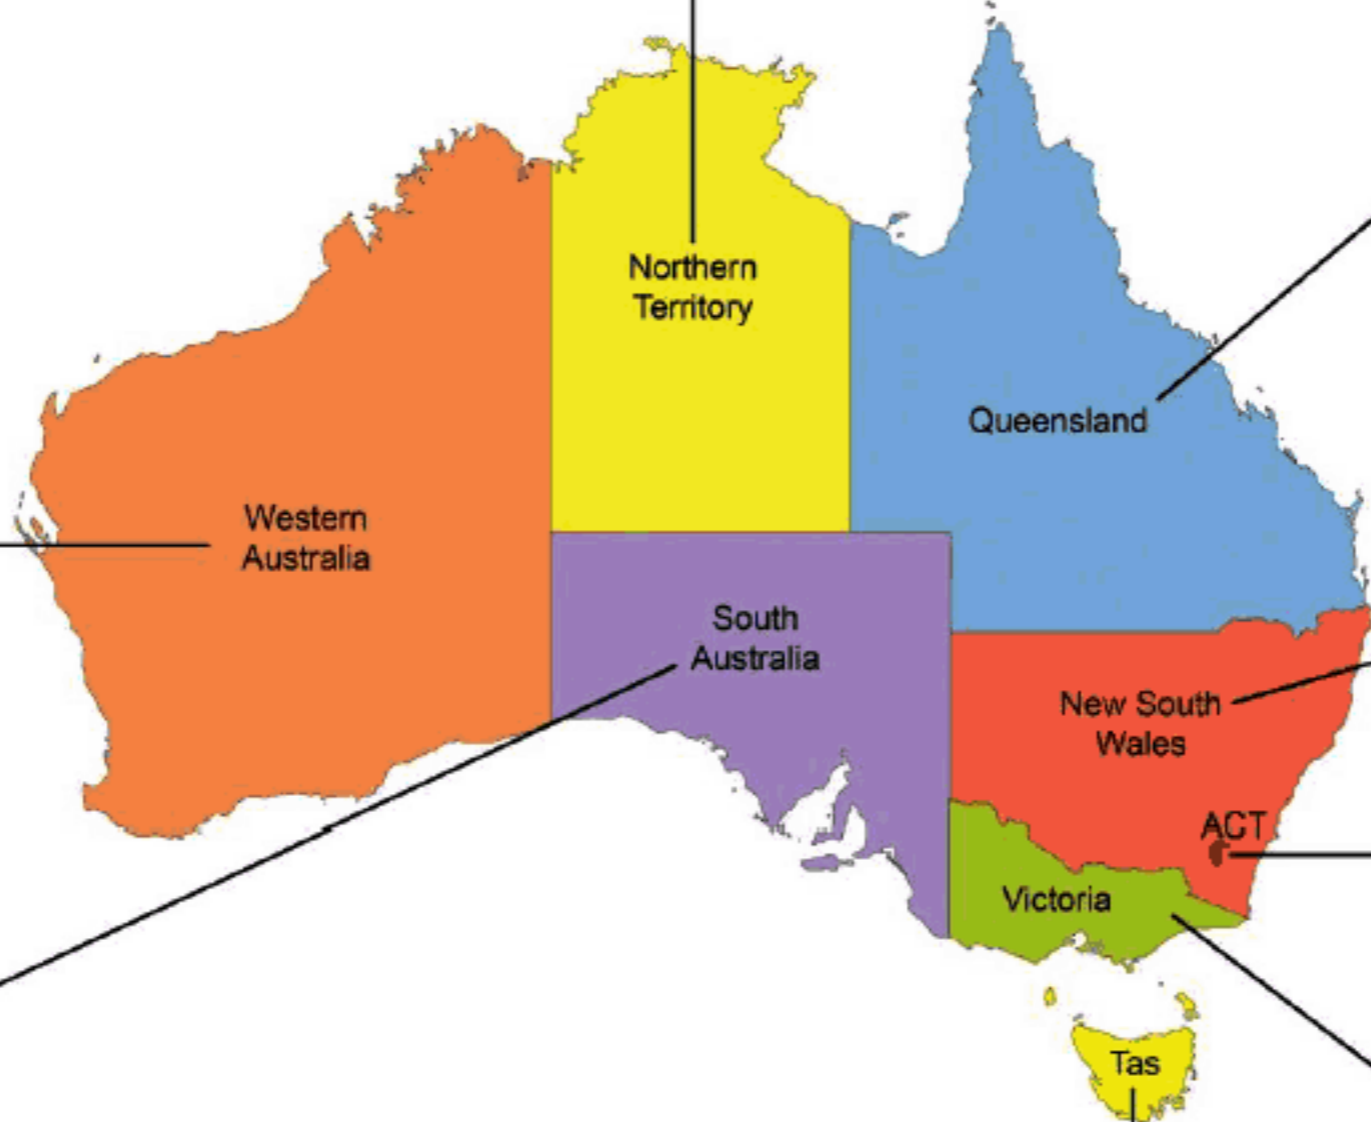 Northern
Territory
Queensland
Western
Australia
South
Australia
New South
Wales
ACT
Victoria
Tas